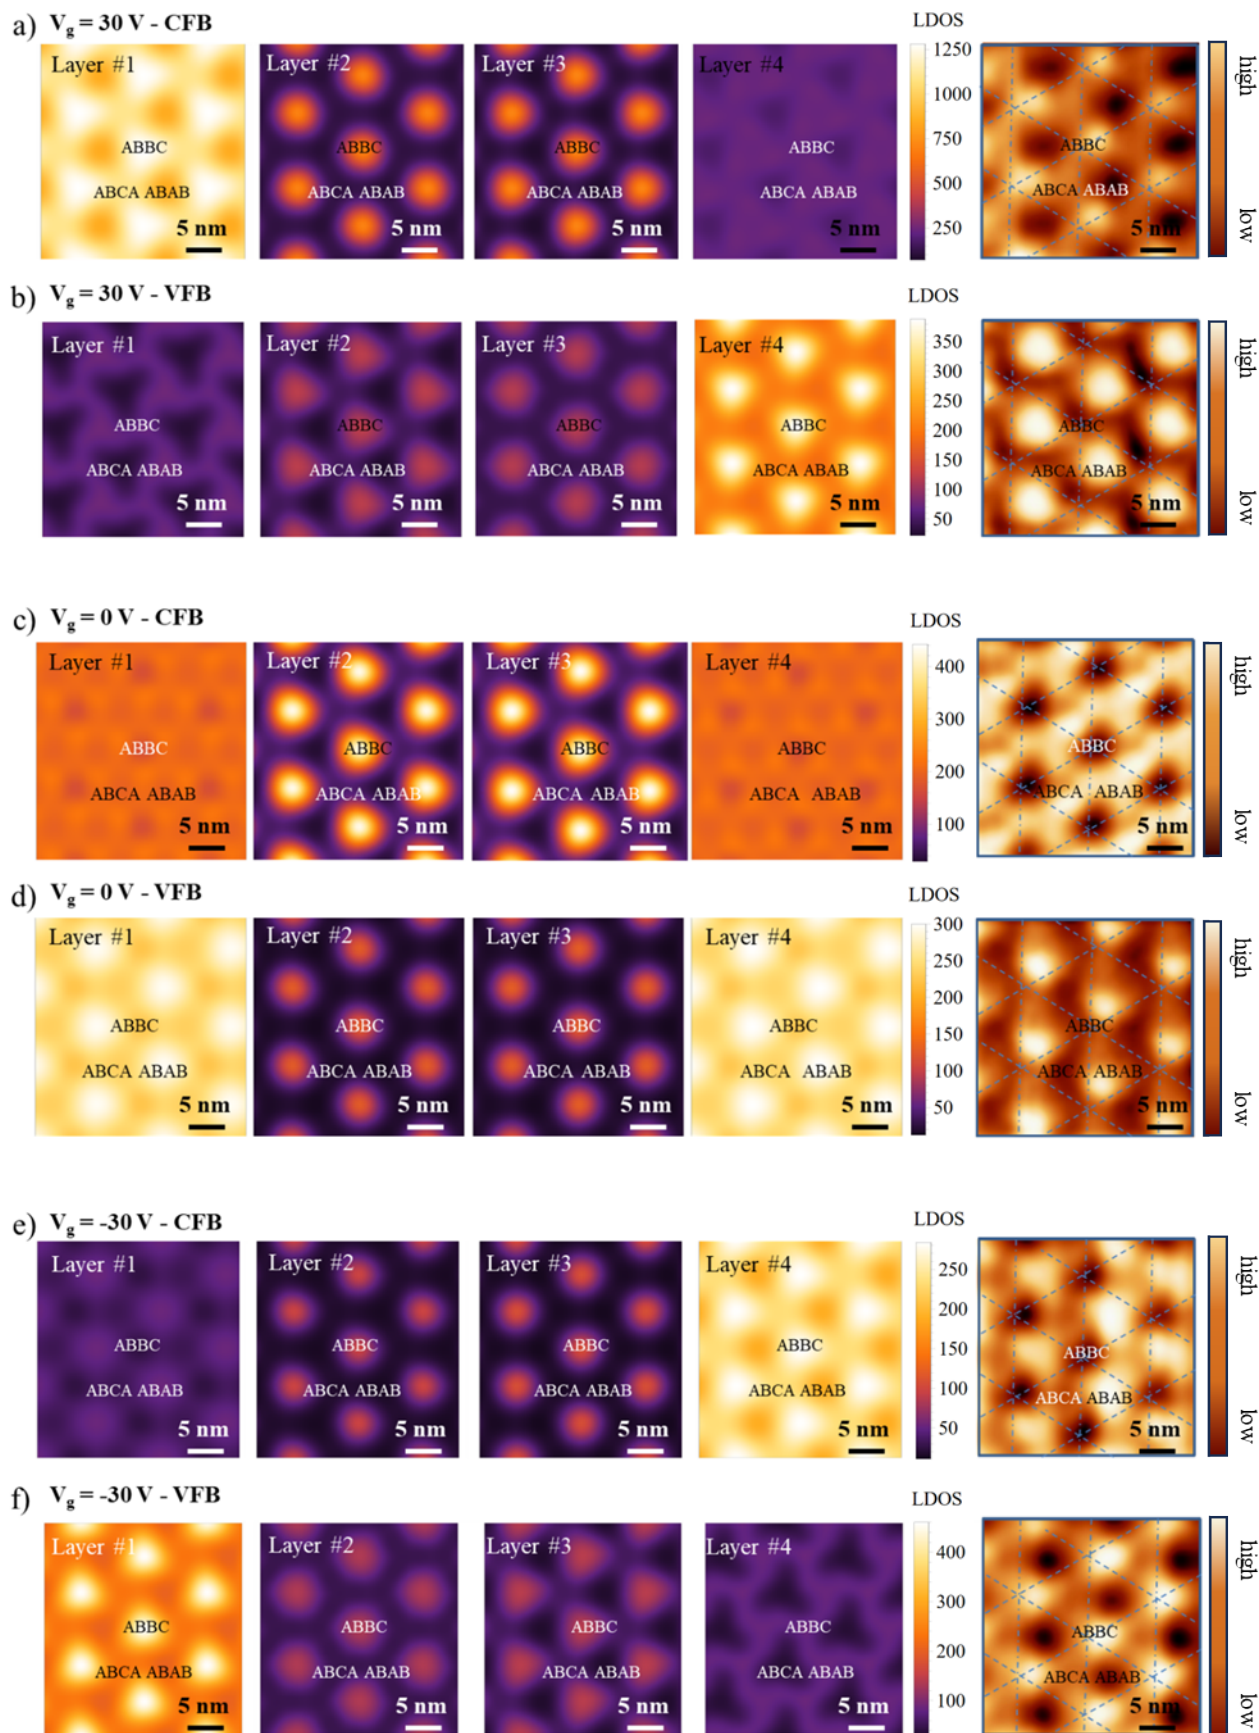 a) Vg = 30 V - CFB
LDOS
Layer #1 Layer #2 Layer #3 Layer #4
1250
1000
750
500
250
high
low
ABBC ABBC ABBC ABBC ABBC
ABCA ABAB ABCA ABAB ABCA ABAB ABCA ABAB ABCA ABAB
5 nm 5 nm 5 nm 5 nm 5 nm
b) Vg = 30 V - VFB
LDOS
Layer #1 Layer #2 Layer #3 Layer #4
350
300
250
200
150
100
50
high
low
ABBC ABBC ABBC ABBC ABBC
ABCA ABAB ABCA ABAB ABCA ABAB ABCA ABAB ABCA ABAB
5 nm 5 nm 5 nm 5 nm 5 nm
c) Vg = 0 V - CFB
LDOS
Layer #1 Layer #2 Layer #3 Layer #4
400
300
200
100
high
low
ABBC ABBC ABBC ABBC ABBC
ABCA ABAB ABCA ABAB ABCA ABAB ABCA ABAB ABCA ABAB
5 nm 5 nm 5 nm 5 nm 5 nm
d) Vg = 0 V - VFB
LDOS
Layer #1 Layer #2 Layer #3 Layer #4
300
250
200
150
100
50
high
low
ABBC ABBC ABBC ABBC ABBC
ABCA ABAB ABCA ABAB ABCA ABAB ABCA ABAB ABCA ABAB
5 nm 5 nm 5 nm 5 nm 5 nm
e) Vg = -30 V - CFB
LDOS
Layer #1 Layer #2 Layer #3 Layer #4
250
200
150
100
50
high
low
ABBC ABBC ABBC ABBC ABBC
ABCA ABAB ABCA ABAB ABCA ABAB ABCA ABAB ABCA ABAB
5 nm 5 nm 5 nm 5 nm 5 nm
f) Vg = -30 V - VFB
LDOS
Layer #1 Layer #2 Layer #3 Layer #4
400
300
200
100
high
low
ABBC ABBC ABBC ABBC ABBC
ABCA ABAB ABCA ABAB ABCA ABAB ABCA ABAB ABCA ABAB
5 nm 5 nm 5 nm 5 nm 5 nm